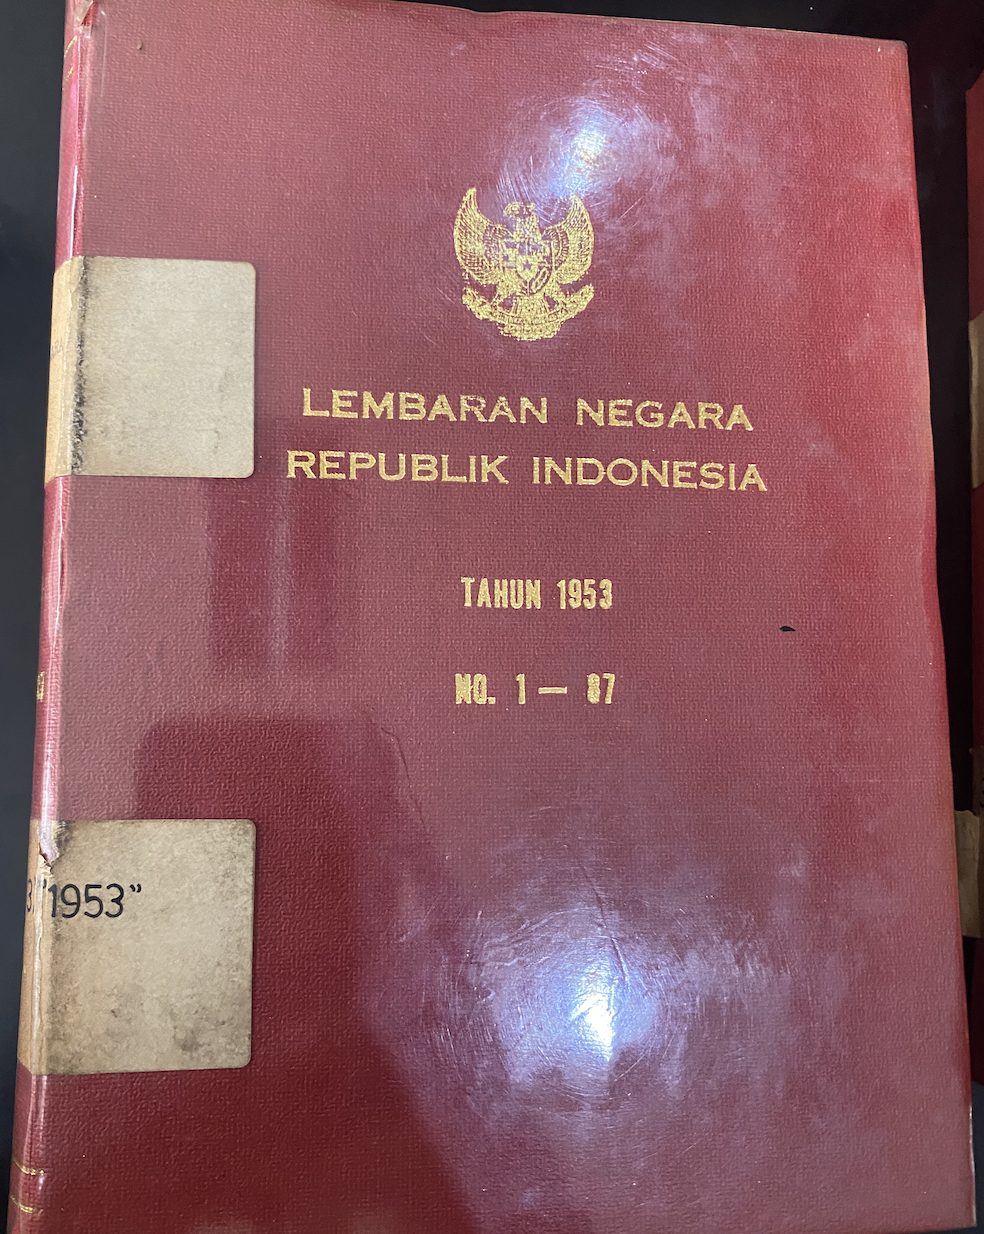 LEMBARAN NEGARA
REPUBLIK INDONESIA
TAHUN 1953
NO. 1 — 87
"1953"